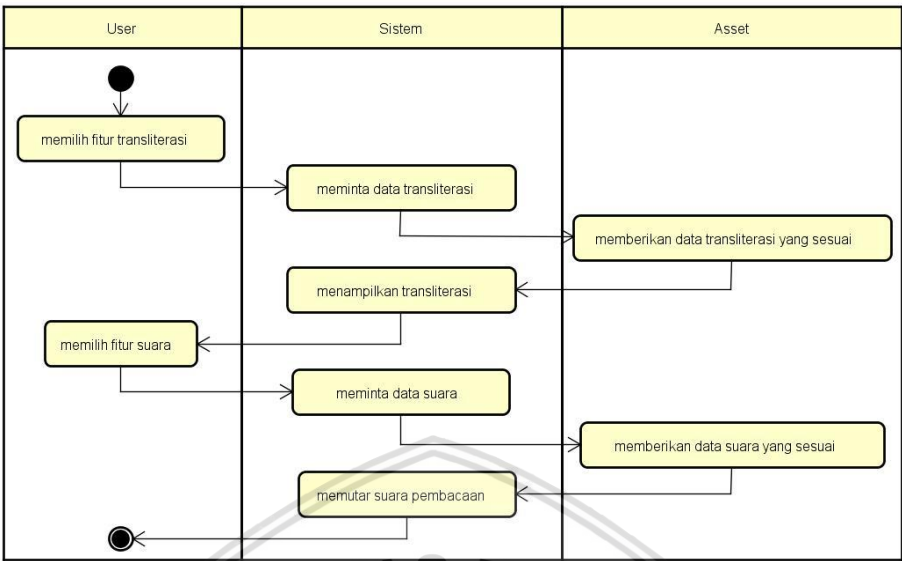 User
Sistem
Asset
memilih fitur transliterasi
meminta data transliterasi
memberikan data transliterasi yang sesuai
menampilkan transliterasi
memilih fitur suara
meminta data suara
memberikan data suara yang sesuai
memutar suara pembacaan